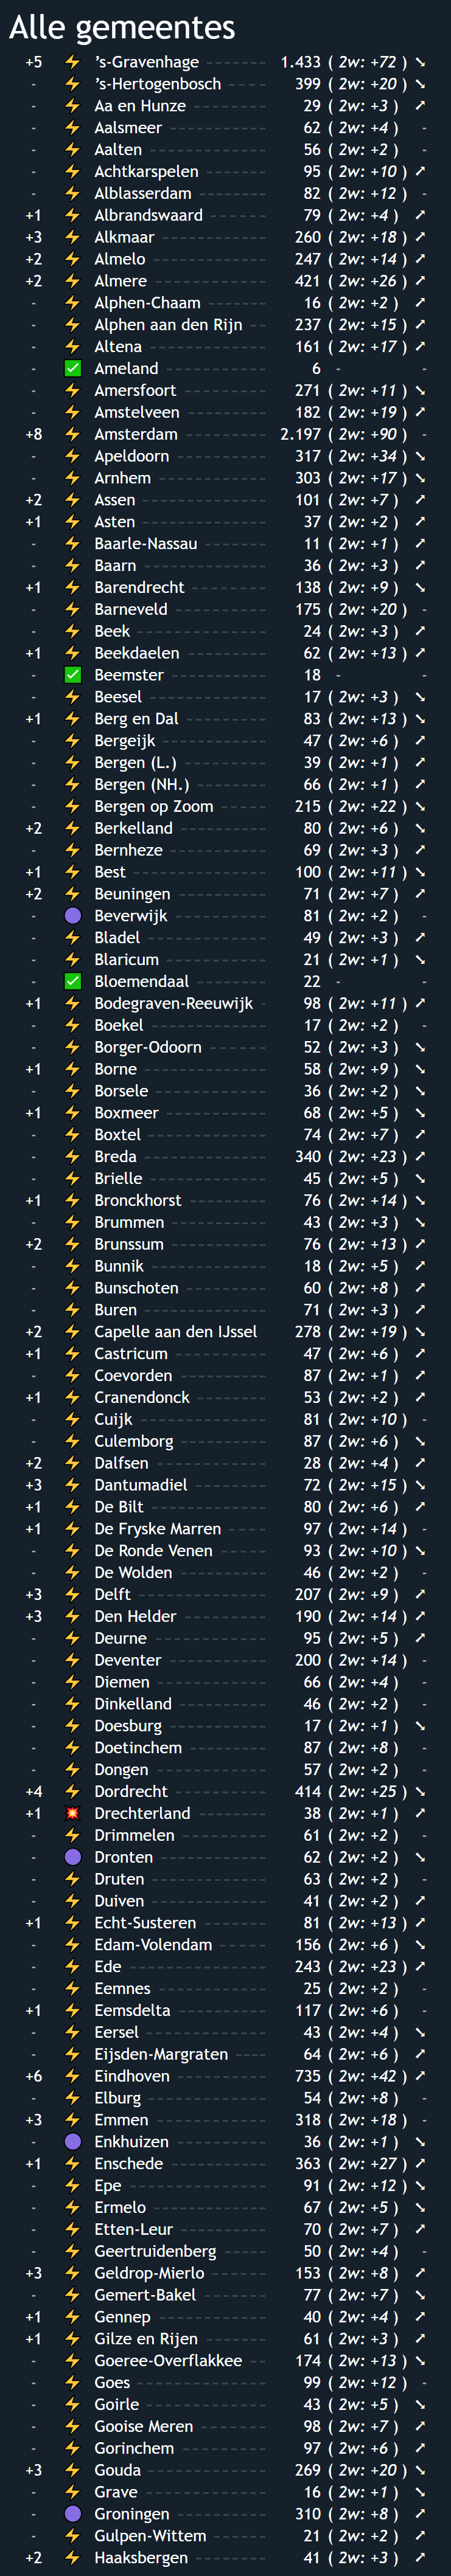 Alle gemeentes
+5 ⚡ ’s-Gravenhage ------- 1.433 ( 2w: +72 ) ➘
- ⚡ ’s-Hertogenbosch ----- 399 ( 2w: +20 ) ➘
- ⚡ Aa en Hunze --------- 29 ( 2w: +3 ) ➚
- ⚡ Aalsmeer ------------ 62 ( 2w: +4 ) -
- ⚡ Aalten -------------- 56 ( 2w: +2 ) -
- ⚡ Achtkarspelen ------- 95 ( 2w: +10 ) ➚
- ⚡ Alblasserdam -------- 82 ( 2w: +12 ) -
+1 ⚡ Albrandswaard ------- 79 ( 2w: +4 ) ➚
+3 ⚡ Alkmaar ------------ 260 ( 2w: +18 ) ➚
+2 ⚡ Almelo ------------- 247 ( 2w: +14 ) ➚
+2 ⚡ Almere ------------- 421 ( 2w: +26 ) ➚
- ⚡ Alphen-Chaam ------- 16 ( 2w: +2 ) ➚
- ⚡ Alphen aan den Rijn --- 237 ( 2w: +15 ) ➚
- ⚡ Altena -------------- 161 ( 2w: +17 ) ➚
- ✅ Ameland ------------ 6 - -
- ⚡ Amersfoort ---------- 271 ( 2w: +11 ) ➘
- ⚡ Amstelveen ---------- 182 ( 2w: +19 ) ➚
+8 ⚡ Amsterdam ---------- 2.197 ( 2w: +90 ) -
- ⚡ Apeldoorn ----------- 317 ( 2w: +34 ) ➘
- ⚡ Arnhem ------------- 303 ( 2w: +17 ) ➘
+2 ⚡ Assen --------------- 101 ( 2w: +7 ) ➚
+1 ⚡ Asten --------------- 37 ( 2w: +2 ) ➚
- ⚡ Baarle-Nassau -------- 11 ( 2w: +1 ) ➚
- ⚡ Baarn --------------- 36 ( 2w: +3 ) ➚
+1 ⚡ Barendrecht --------- 138 ( 2w: +9 ) ➘
- ⚡ Barneveld ----------- 175 ( 2w: +20 ) -
- ⚡ Beek ---------------- 24 ( 2w: +3 ) ➚
+1 ⚡ Beekdaelen ---------- 62 ( 2w: +13 ) ➚
- ✅ Beemster ------------ 18 - -
- ⚡ Beesel -------------- 17 ( 2w: +3 ) ➘
+1 ⚡ Berg en Dal ---------- 83 ( 2w: +13 ) ➘
- ⚡ Bergeijk ------------- 47 ( 2w: +6 ) ➚
- ⚡ Bergen (L.) ---------- 39 ( 2w: +1 ) ➚
- ⚡ Bergen (NH.) --------- 66 ( 2w: +1 ) ➚
- ⚡ Bergen op Zoom ------ 215 ( 2w: +22 ) ➘
+2 ⚡ Berkelland ----------- 80 ( 2w: +6 ) ➘
- ⚡ Bernheze ------------ 69 ( 2w: +3 ) ➚
+1 ⚡ Best ---------------- 100 ( 2w: +11 ) ➘
+2 ⚡ Beuningen ----------- 71 ( 2w: +7 ) ➚
- 🟣 Beverwijk ----------- 81 ( 2w: +2 ) -
- ⚡ Bladel -------------- 49 ( 2w: +3 ) ➚
- ⚡ Blaricum ------------ 21 ( 2w: +1 ) ➘
- ✅ Bloemendaal --------- 22 - -
+1 ⚡ Bodegraven-Reeuwijk - 98 ( 2w: +11 ) ➚
- ⚡ Boekel -------------- 17 ( 2w: +2 ) -
- ⚡ Borger-Odoorn ------- 52 ( 2w: +3 ) ➘
+1 ⚡ Borne --------------- 58 ( 2w: +9 ) ➘
- ⚡ Borsele ------------- 36 ( 2w: +2 ) ➘
+1 ⚡ Boxmeer ------------ 68 ( 2w: +5 ) ➘
- ⚡ Boxtel -------------- 74 ( 2w: +7 ) ➚
- ⚡ Breda --------------- 340 ( 2w: +23 ) ➚
- ⚡ Brielle -------------- 45 ( 2w: +5 ) ➘
+1 ⚡ Bronckhorst --------- 76 ( 2w: +14 ) ➘
- ⚡ Brummen ------------ 43 ( 2w: +3 ) ➘
+2 ⚡ Brunssum ------------ 76 ( 2w: +13 ) ➚
- ⚡ Bunnik -------------- 18 ( 2w: +5 ) ➚
- ⚡ Bunschoten ---------- 60 ( 2w: +8 ) ➚
- ⚡ Buren --------------- 71 ( 2w: +3 ) ➚
+2 ⚡ Capelle aan den IJssel 278 ( 2w: +19 ) ➘
+1 ⚡ Castricum ----------- 47 ( 2w: +6 ) ➚
- ⚡ Coevorden ----------- 87 ( 2w: +1 ) ➚
+1 ⚡ Cranendonck --------- 53 ( 2w: +2 ) ➚
- ⚡ Cuijk --------------- 81 ( 2w: +10 ) -
- ⚡ Culemborg ---------- 87 ( 2w: +6 ) ➘
+2 ⚡ Dalfsen ------------- 28 ( 2w: +4 ) ➚
+3 ⚡ Dantumadiel --------- 72 ( 2w: +15 ) ➘
+1 ⚡ De Bilt -------------- 80 ( 2w: +6 ) ➚
+1 ⚡ De Fryske Marren ---- 97 ( 2w: +14 ) -
- ⚡ De Ronde Venen ----- 93 ( 2w: +10 ) ➘
- ⚡ De Wolden ---------- 46 ( 2w: +2 ) -
+3 ⚡ Delft --------------- 207 ( 2w: +9 ) ➚
+3 ⚡ Den Helder ---------- 190 ( 2w: +14 ) ➚
- ⚡ Deurne -------------- 95 ( 2w: +5 ) ➚
- ⚡ Deventer ------------ 200 ( 2w: +14 ) -
- ⚡ Diemen ------------- 66 ( 2w: +4 ) -
- ⚡ Dinkelland ----------- 46 ( 2w: +2 ) -
- ⚡ Doesburg ------------ 17 ( 2w: +1 ) ➘
- ⚡ Doetinchem --------- 87 ( 2w: +8 ) -
- ⚡ Dongen ------------- 57 ( 2w: +2 ) -
+4 ⚡ Dordrecht ----------- 414 ( 2w: +25 ) ➘
+1 💥 Drechterland -------- 38 ( 2w: +1 ) ➚
- ⚡ Drimmelen ---------- 61 ( 2w: +2 ) -
- 🟣 Dronten ------------- 62 ( 2w: +2 ) ➘
- ⚡ Druten -------------- 63 ( 2w: +2 ) -
- ⚡ Duiven -------------- 41 ( 2w: +2 ) ➚
+1 ⚡ Echt-Susteren ------- 81 ( 2w: +13 ) ➚
- ⚡ Edam-Volendam ------ 156 ( 2w: +6 ) ➘
- ⚡ Ede ----------------- 243 ( 2w: +23 ) ➚
- ⚡ Eemnes ------------- 25 ( 2w: +2 ) -
+1 ⚡ Eemsdelta ---------- 117 ( 2w: +6 ) -
- ⚡ Eersel --------------- 43 ( 2w: +4 ) ➘
- ⚡ Eijsden-Margraten ---- 64 ( 2w: +6 ) ➚
+6 ⚡ Eindhoven ----------- 735 ( 2w: +42 ) ➚
- ⚡ Elburg -------------- 54 ( 2w: +8 ) -
+3 ⚡ Emmen -------------- 318 ( 2w: +18 ) -
- 🟣 Enkhuizen ----------- 36 ( 2w: +1 ) ➘
+1 ⚡ Enschede ------------ 363 ( 2w: +27 ) ➚
- ⚡ Epe ----------------- 91 ( 2w: +12 ) ➘
- ⚡ Ermelo ------------- 67 ( 2w: +5 ) ➘
- ⚡ Etten-Leur ----------- 70 ( 2w: +7 ) ➚
- ⚡ Geertruidenberg ------ 50 ( 2w: +4 ) -
+3 ⚡ Geldrop-Mierlo ------- 153 ( 2w: +8 ) ➚
- ⚡ Gemert-Bakel -------- 77 ( 2w: +7 ) ➘
+1 ⚡ Gennep ------------- 40 ( 2w: +4 ) ➚
+1 ⚡ Gilze en Rijen -------- 61 ( 2w: +3 ) ➚
- ⚡ Goeree-Overflakkee --- 174 ( 2w: +13 ) ➘
- ⚡ Goes ---------------- 99 ( 2w: +12 ) -
- ⚡ Goirle --------------- 43 ( 2w: +5 ) ➘
- ⚡ Gooise Meren -------- 98 ( 2w: +7 ) ➚
- ⚡ Gorinchem ---------- 97 ( 2w: +6 ) ➚
+3 ⚡ Gouda --------------- 269 ( 2w: +20 ) ➘
- ⚡ Grave --------------- 16 ( 2w: +1 ) ➘
- 🟣 Groningen ----------- 310 ( 2w: +8 ) ➚
- ⚡ Gulpen-Wittem ------- 21 ( 2w: +2 ) ➚
+2 ⚡ Haaksbergen --------- 41 ( 2w: +3 ) ➚